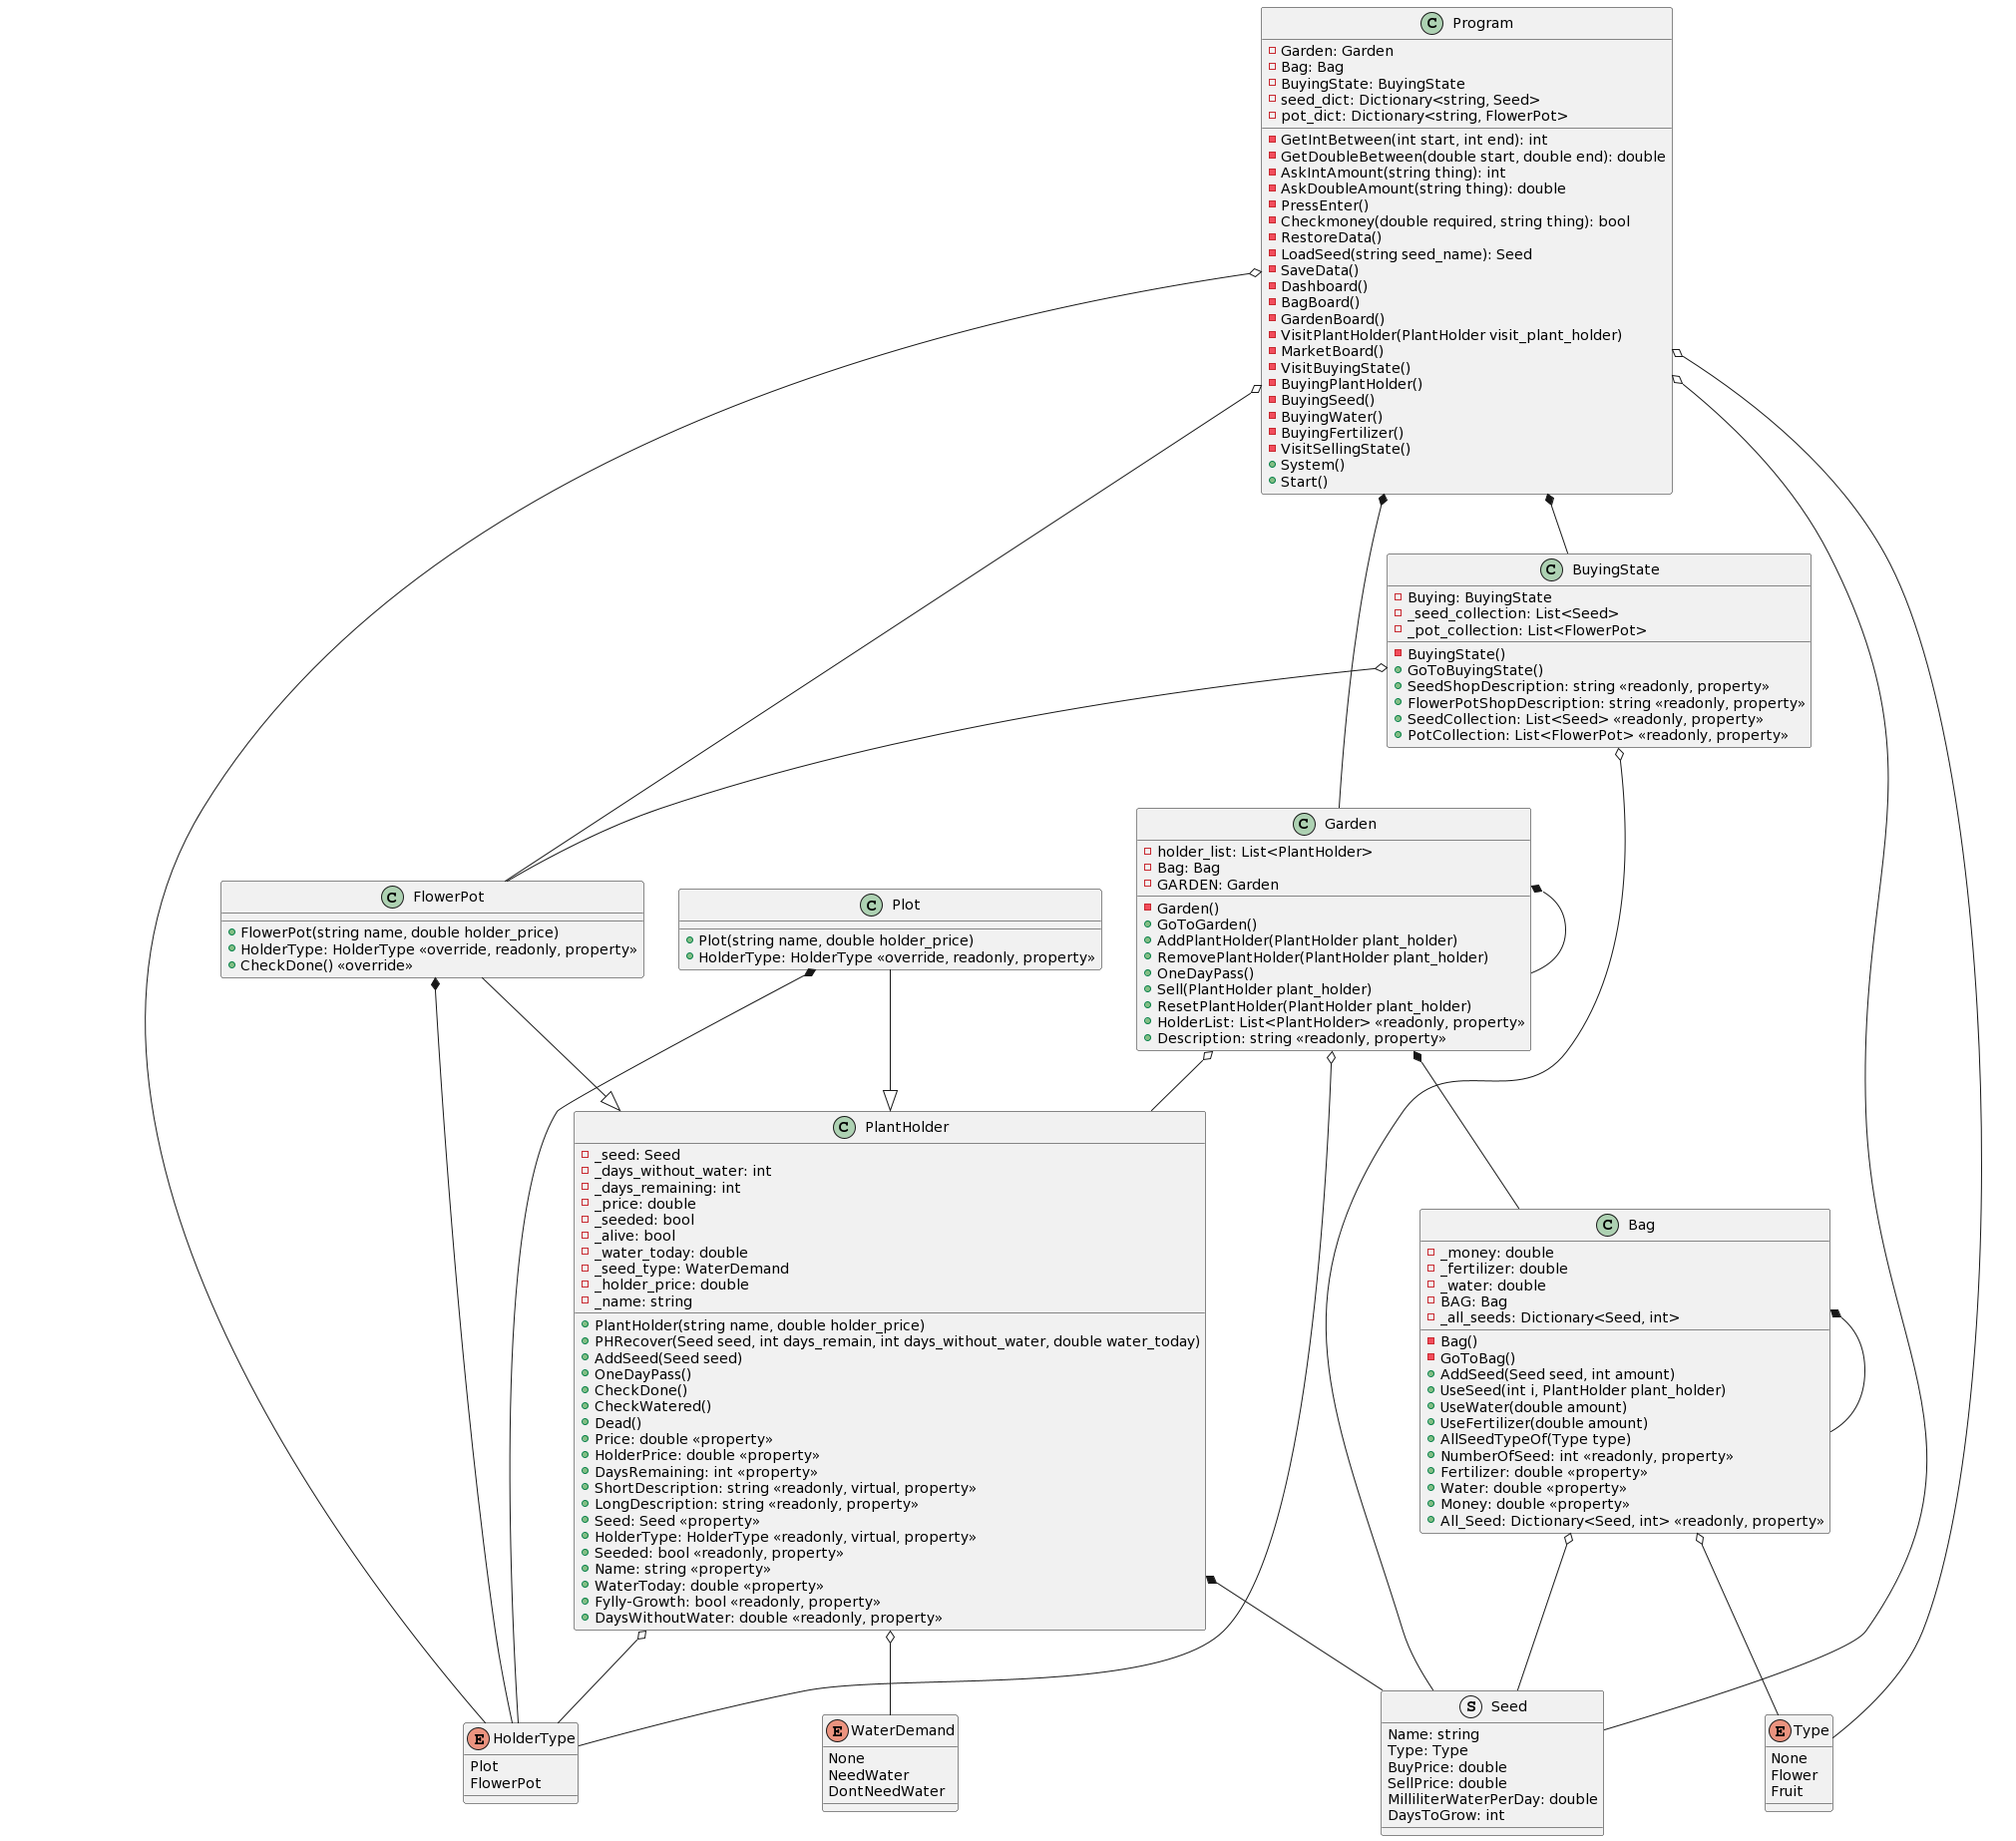 C Program
Garden: Garden
Bag: Bag
BuyingState: BuyingState
seed_dict: Dictionary<string, Seed>
pot_dict: Dictionary<string, FlowerPot>
GetIntBetween(int start, int end): int
GetDoubleBetween(double start, double end): double
AskIntAmount(string thing): int
AskDoubleAmount(string thing): double
PressEnter()
Checkmoney(double required, string thing): bool
RestoreData()
LoadSeed(string seed_name): Seed
SaveData()
Dashboard()
BagBoard()
GardenBoard()
VisitPlantHolder(PlantHolder visit_plant_holder)
MarketBoard()
VisitBuyingState()
BuyingPlantHolder()
BuyingSeed()
BuyingWater()
BuyingFertilizer()
VisitSellingState()
System()
Start()
C BuyingState
Buying: BuyingState
_seed_collection: List<Seed>
_pot_collection: List<FlowerPot>
BuyingState()
GoToBuyingState()
SeedShopDescription: string «readonly, property»
FlowerPotShopDescription: string «readonly, property»
SeedCollection: List<Seed> «readonly, property»
PotCollection: List<FlowerPot> «readonly, property»
C Garden
holder_list: List<PlantHolder>
Bag: Bag
GARDEN: Garden
Garden()
GoToGarden()
AddPlantHolder(PlantHolder plant_holder)
RemovePlantHolder(PlantHolder plant_holder)
OneDayPass()
Sell(PlantHolder plant_holder)
ResetPlantHolder(PlantHolder plant_holder)
HolderList: List<PlantHolder> «readonly, property»
Description: string «readonly, property»
C FlowerPot
FlowerPot(string name, double holder_price)
HolderType: HolderType «override, readonly, property»
CheckDone() «override»
C Plot
Plot(string name, double holder_price)
HolderType: HolderType «override, readonly, property»
C PlantHolder
_seed: Seed
_days_without_water: int
_days_remaining: int
_price: double
_seeded: bool
_alive: bool
_water_today: double
_seed_type: WaterDemand
_holder_price: double
_name: string
PlantHolder(string name, double holder_price)
PHRecover(Seed seed, int days_remain, int days_without_water, double water_today)
AddSeed(Seed seed)
OneDayPass()
CheckDone()
CheckWatered()
Dead()
Price: double «property»
HolderPrice: double «property»
DaysRemaining: int «property»
ShortDescription: string «readonly, virtual, property»
LongDescription: string «readonly, property»
Seed: Seed «property»
HolderType: HolderType «readonly, virtual, property»
Seeded: bool «readonly, property»
Name: string «property»
WaterToday: double «property»
Fylly-Growth: bool «readonly, property»
DaysWithoutWater: double «readonly, property»
C Bag
_money: double
_fertilizer: double
_water: double
BAG: Bag
_all_seeds: Dictionary<Seed, int>
Bag()
GoToBag()
AddSeed(Seed seed, int amount)
UseSeed(int i, PlantHolder plant_holder)
UseWater(double amount)
UseFertilizer(double amount)
AllSeedTypeOf(Type type)
NumberOfSeed: int «readonly, property»
Fertilizer: double «property»
Water: double «property»
Money: double «property»
All_Seed: Dictionary<Seed, int> «readonly, property»
E HolderType
Plot
FlowerPot
E WaterDemand
None
NeedWater
DontNeedWater
S Seed
Name: string
Type: Type
BuyPrice: double
SellPrice: double
MilliliterWaterPerDay: double
DaysToGrow: int
E Type
None
Flower
Fruit